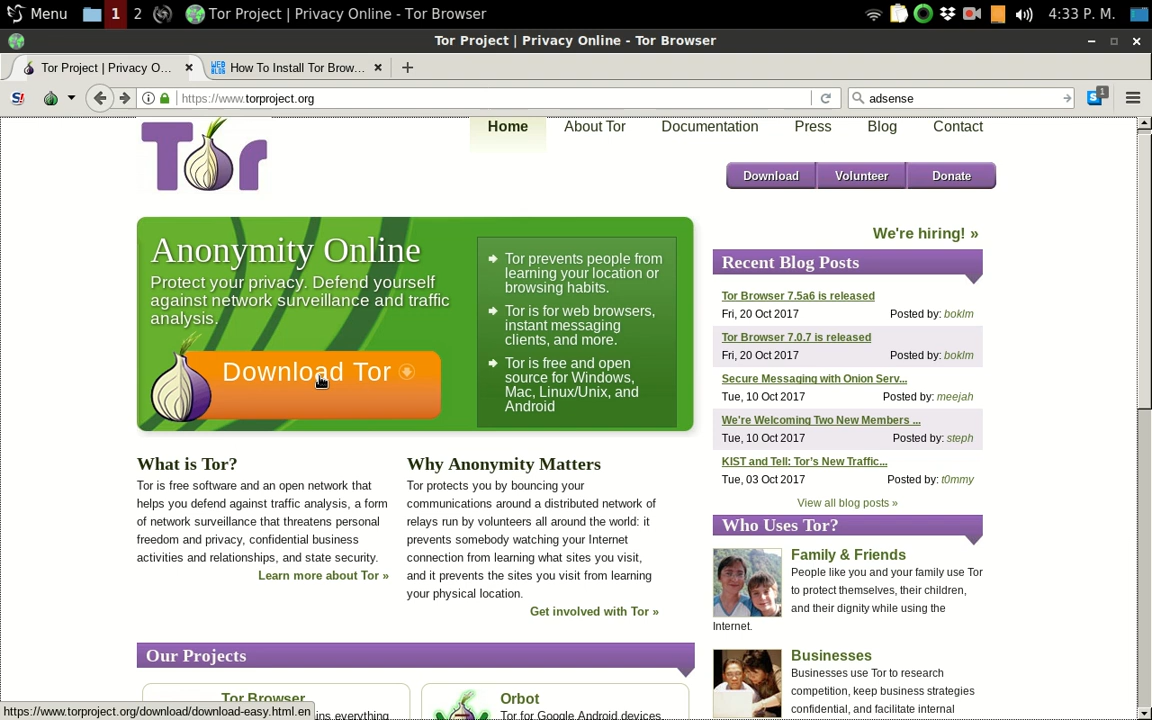 Menu
1
2
Tor Project | Privacy Online - Tor Browser
4:33 P. M.
Tor Project | Privacy Online - Tor Browser
Tor Project | Privacy O...
How To Install Tor Brow...
https://www.torproject.org
adsense
1
Tor
Home
About Tor
Documentation
Press
Blog
Contact
Download
Volunteer
Donate
Anonymity Online
Protect your privacy. Defend yourself
against network surveillance and traffic
analysis.
Download Tor
Tor prevents people from
learning your location or
browsing habits.
Tor is for web browsers,
instant messaging
clients, and more.
Tor is free and open
source for Windows,
Mac, Linux/Unix, and
Android
We're hiring! »
Recent Blog Posts
Tor Browser 7.5a6 is released
Fri, 20 Oct 2017
Posted by: boklm
Tor Browser 7.0.7 is released
Fri, 20 Oct 2017
Posted by: boklm
Secure Messaging with Onion Serv...
Tue, 10 Oct 2017
Posted by: meejah
We're Welcoming Two New Members ...
Tue, 10 Oct 2017
Posted by: steph
KIST and Tell: Tor's New Traffic...
Tue, 03 Oct 2017
Posted by: t0mmy
View all blog posts »
What is Tor?
Tor is free software and an open network that
helps you defend against traffic analysis, a form
of network surveillance that threatens personal
freedom and privacy, confidential business
activities and relationships, and state security.
Learn more about Tor »
Why Anonymity Matters
Tor protects you by bouncing your
communications around a distributed network of
relays run by volunteers all around the world: it
prevents somebody watching your Internet
connection from learning what sites you visit,
and it prevents the sites you visit from learning
your physical location.
Get involved with Tor »
Who Uses Tor?
Family & Friends
People like you and your family use Tor
to protect themselves, their children,
and their dignity while using the
Internet.
Businesses
Businesses use Tor to research
competition, keep business strategies
confidential, and facilitate internal
Our Projects
Tor Browser
ins everything
Orbot
Tor for Google Android devices.
https://www.torproject.org/download/download-easy.html.en